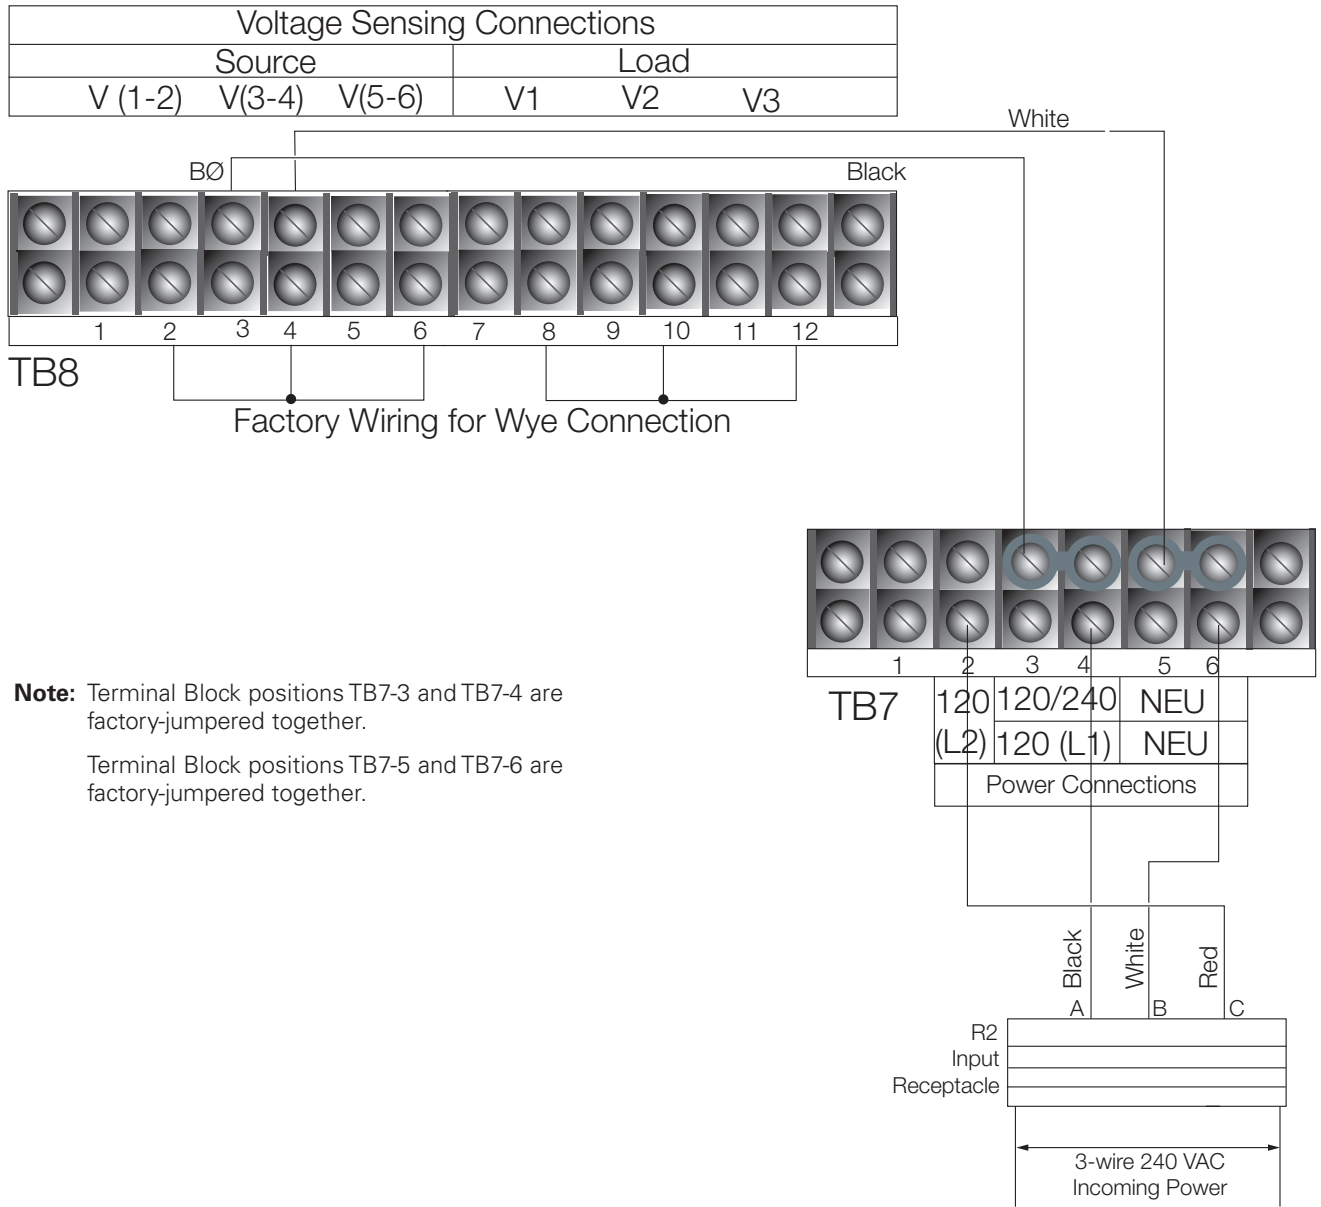 Voltage Sensing Connections
Source Load
V (1-2) V(3-4) V(5-6) V1 V2 V3
White
BØ Black
1 2 3 4 5 6 7 8 9 10 11 12
TB8
Factory Wiring for Wye Connection
1 2 3 4 5 6
TB7
120 120/240 NEU
(L2) 120 (L1) NEU
Power Connections
Note: Terminal Block positions TB7-3 and TB7-4 are
factory-jumpered together.
Terminal Block positions TB7-5 and TB7-6 are
factory-jumpered together.
Black White Red
A B C
R2
Input
Receptacle
3-wire 240 VAC
Incoming Power